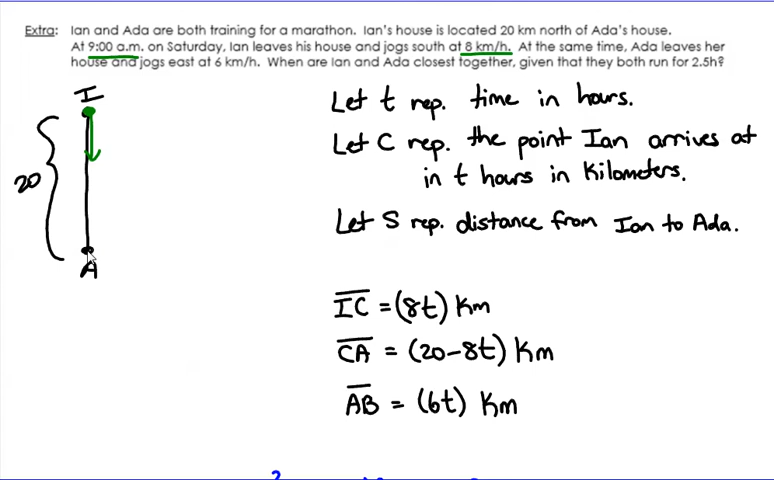 Extra: Ian and Ada are both training for a marathon. Ian's house is located 20 km north of Ada's house.
At 9:00 a.m. on Saturday, Ian leaves his house and jogs south at 8 km/h. At the same time, Ada leaves her
house and jogs east at 6 km/h. When are Ian and Ada closest together, given that they both run for 2.5h?
I
20
A
Let t rep. time in hours.
Let C rep. the point Ian arrives at
in t hours in Kilometers.
Let S rep. distance from Ian to Ada.
IC = (8t) Km
CA = (20-8t) Km
AB = (6t) Km